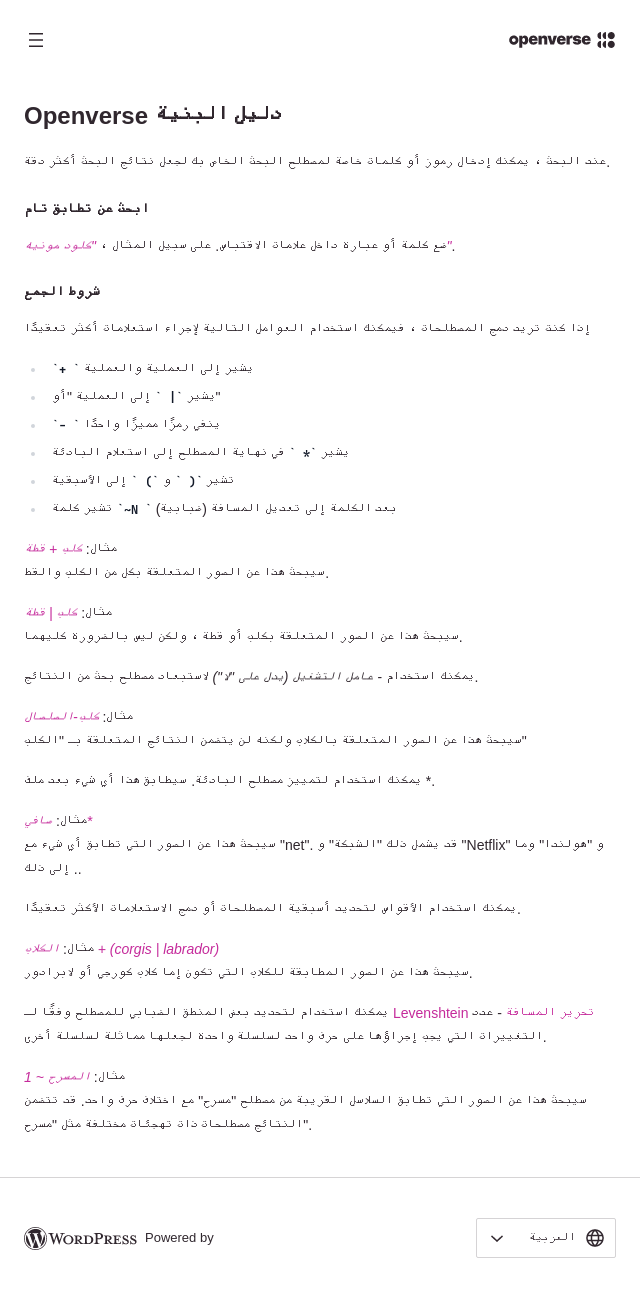 openverse
دليل البنية Openverse
عند البحث ، يمكنك إدخال رموز أو كلمات خاصة لمصطلح البحث الخاص بك لجعل نتائج البحث أكثر دقة.
ابحث عن تطابق تام
ضع كلمة أو عبارة داخل علامات الاقتباس. على سبيل المثال ، "كلود مونيه".
شروط الجمع
إذا كنت تريد دمج المصطلحات ، فيمكنك استخدام العوامل التالية لإجراء استعلامات أكثر تعقيدًا
يشير إلى العملية والعملية ` +`
يشير ` |` إلى العملية "أو"
ينفي رمزًا مميزًا واحدًا ` -`
يشير ` *` في نهاية المصطلح إلى استعلام البادئة
تشير ` (` و ` )` إلى الأسبقية
بعد الكلمة إلى تعديل المسافة (ضبابية) ` ~N` تشير كلمة
مثال: كلب + قطة
سيبحث هذا عن الصور المتعلقة بكل من الكلب والقط.
مثال: كلب | قطة
سيبحث هذا عن الصور المتعلقة بكلب أو قطة ، ولكن ليس بالضرورة كليهما.
يمكنك استخدام - عامل التشغيل (يدل على "لا") لاستبعاد مصطلح بحث من النتائج.
مثال: كلب-السلسال
سيبحث هذا عن الصور المتعلقة بالكلاب ولكنه لن يتضمن النتائج المتعلقة بـ "الكلب"
* يمكنك استخدام لتمييز مصطلح البادئة. سيطابق هذا أي شيء بعد ملف.
مثال: صافي*
سيبحث هذا عن الصور التي تطابق أي شيء مع "net". قد يشمل ذلك "الشبكة" و "Netflix" و "هولندا" وما
إلى ذلك ..
يمكنك استخدام الأقواس لتحديد أسبقية المصطلحات أو دمج الاستعلامات الأكثر تعقيدًا.
مثال: الكلاب + (corgis | labrador)
سيبحث هذا عن الصور المطابقة للكلاب التي تكون إما كلاب كورجي أو لابرادور.
يمكنك استخدام لتحديد بعض المنطق الضبابي للمصطلح وفقًا لـ Levenshtein تحرير المسافة - عدد
التغييرات التي يجب إجراؤها على حرف واحد لسلسلة واحدة لجعلها مماثلة لسلسلة أخرى.
مثال: المسرح ~ 1
سيبحث هذا عن الصور التي تطابق السلاسل القريبة من مصطلح "مسرح" مع اختلاف حرف واحد. قد تتضمن
النتائج مصطلحات ذات تهجئات مختلفة مثل "مسرح".
العربية
Powered by WORDPRESS